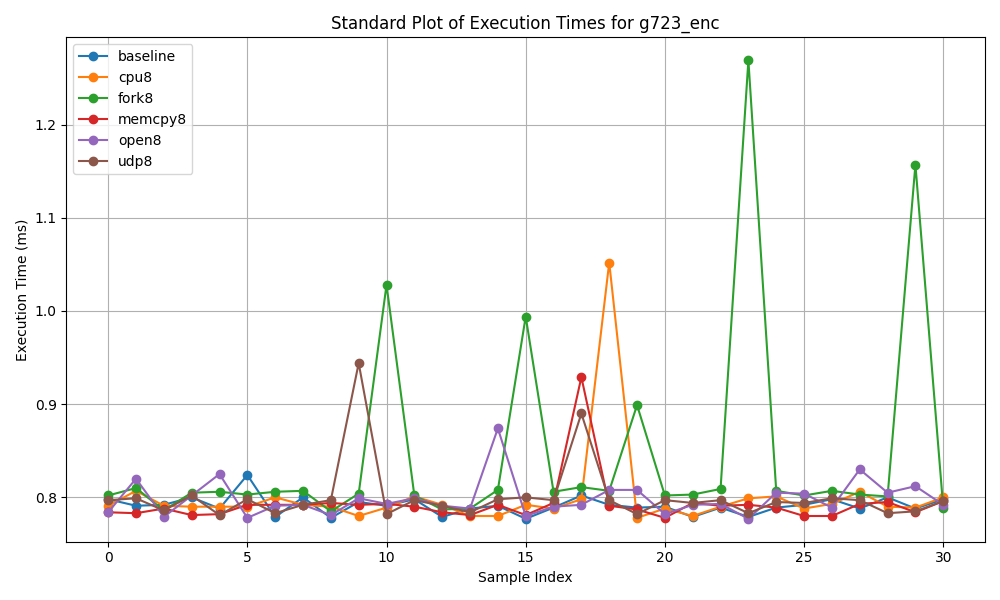 Standard Plot of Execution Times for g723_enc
baseline
cpu8
fork8
memcpy8
open8
udp8
1.2
1.1
1.0
0.9
0.8
Execution Time (ms)
0 5 10 15 20 25 30
Sample Index